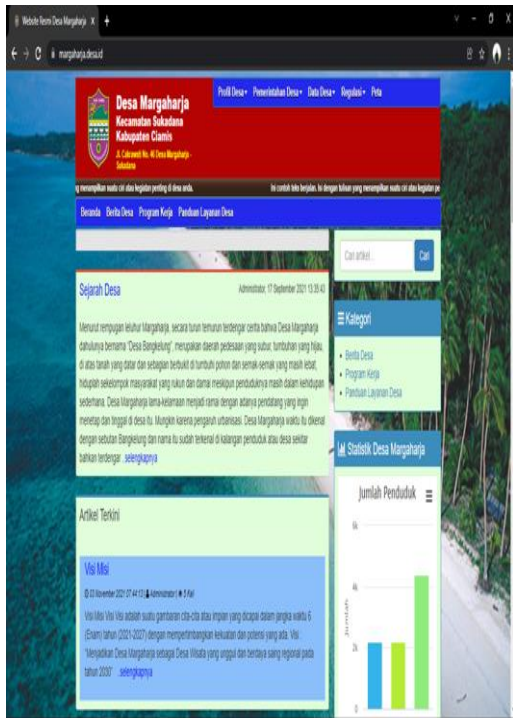 Website Resmi Desa Margaharja
margaharja.desa.id
Profil Desa Pemerintahan Desa Data Desa Regulasi Peta
Desa Margaharja
Kecamatan Sukadana
Kabupaten Ciamis
Jl. Cakrawati No. 46 Desa Margaharja -
Sukadana
g menampilkan suatu ciri atau kegiatan penting di desa anda. Isi contoh teks berjalan. Isi dengan tulisan yang menampilkan suatu ciri atau kegiatan pe
Beranda Berita Desa Program Kerja Panduan Layanan Desa
Cari artikel... Cari
Sejarah Desa
Administrator, 17 September 2021 13:35:43
Menurut rempugan leluhur Margaharja, secara turun temurun terdengar cerita bahwa Desa Margaharja
dahulunya bernama "Desa Bangkelung", merupakan daerah pedesaan yang subur, tumbuhan yang hijau,
di atas tanah yang datar dan sebagian berbukit di tumbuhi pohon dan semak-semak yang masih lebat,
hiduplah sekelompok masyarakat yang rukun dan damai meskipun penduduknya masih dalam kehidupan
sederhana. Desa Margaharja lama-kelamaan menjadi ramai dengan adanya pendatang yang ingin
menetap dan tinggal di desa itu. Mungkin karena pengaruh urbanisasi. Desa Margaharja waktu itu dikenal
dengan sebutan Bangkelung dan nama itu sudah terkenal di kalangan penduduk atau desa sekitar
bahkan terdengar ..selengkapnya
Kategori
Berita Desa
Program Kerja
Panduan Layanan Desa
Statistik Desa Margaharja
Jumlah Penduduk
6k
4k
2k
0
Jumlah
Artikel Terkini
Visi Misi
03 November 2021 07:44:13 | Administrator | 5 Kali
Visi Misi Visi Visi adalah suatu gambaran cita-cita atau impian yang dicapai dalam jangka waktu 6
(Enam) tahun (2021-2027) dengan mempertimbangkan kekuatan dan potensi yang ada. Visi :
"Menjadikan Desa Margaharja sebagai Desa Wisata yang unggul dan berdaya saing regional pada
tahun 2030" ..selengkapnya